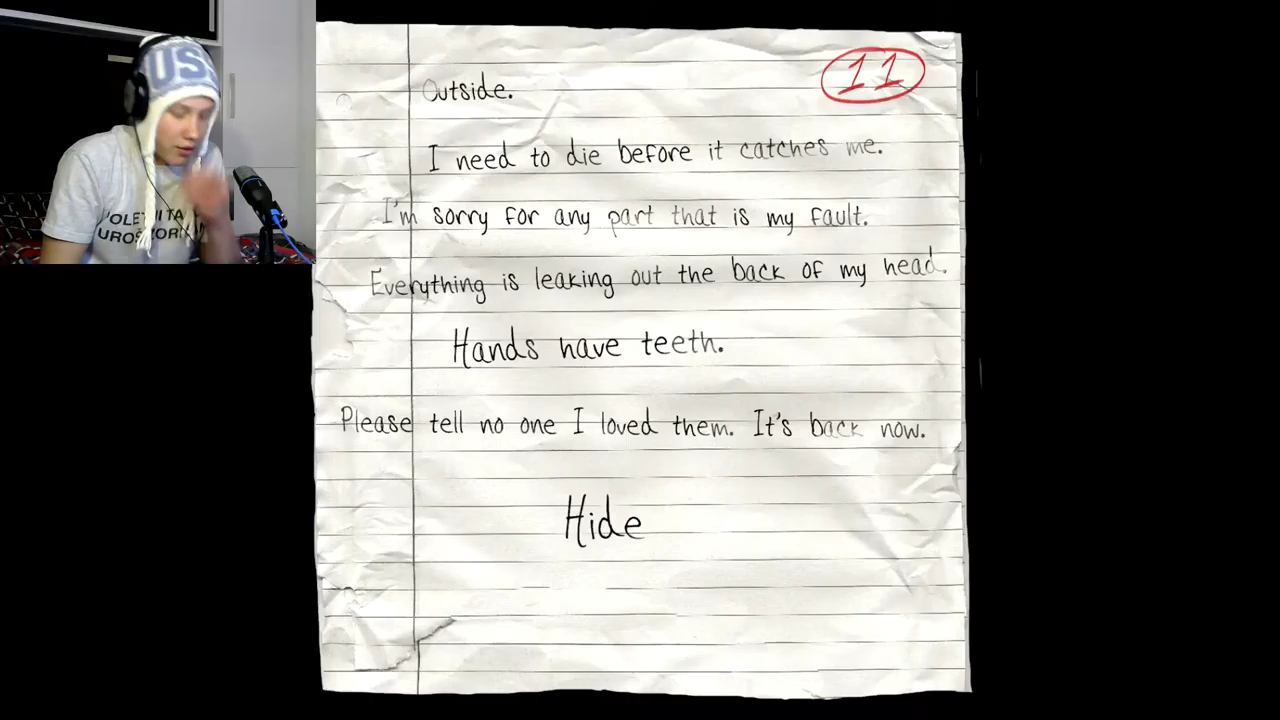 US
11
Outside.
I need to die before it catches me.
I'm sorry for any part that is my fault.
Everything is leaking out the back of my head.
Hands have teeth.
Please tell no one I loved them. It's back now.
Hide